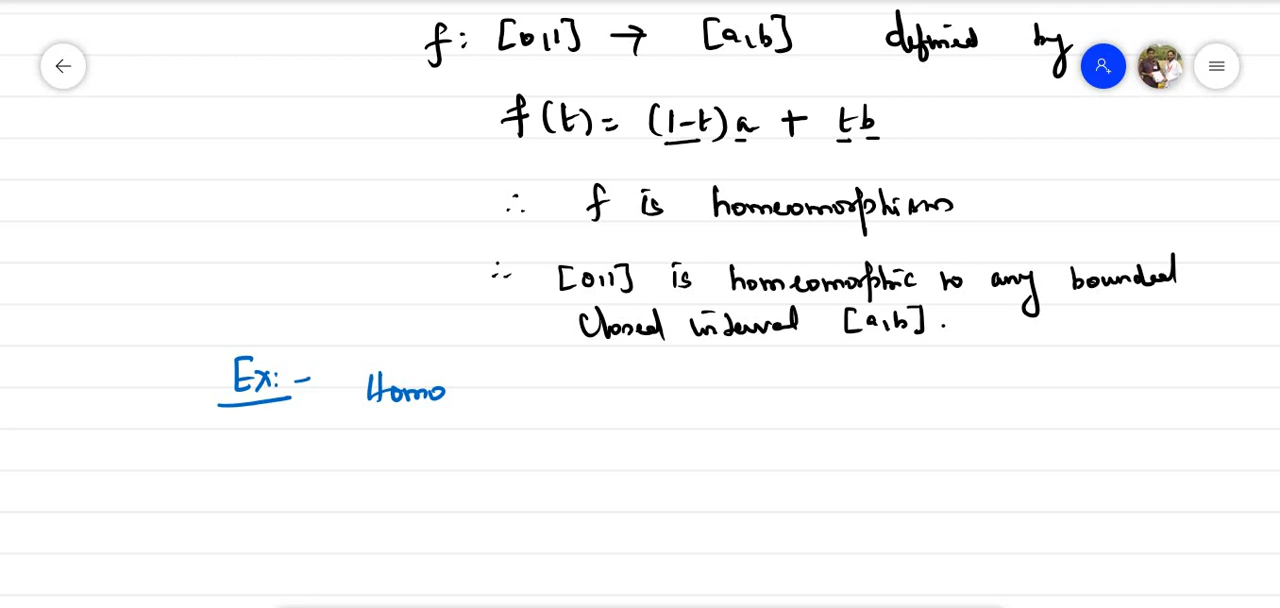 f: [0,1] → [a,b] defined by
f(t) = (1-t)a + tb
∴ f is homeomorphism
∴ [0,1] is homeomorphic to any bounded
closed interval [a,b].
Ex:- Homo